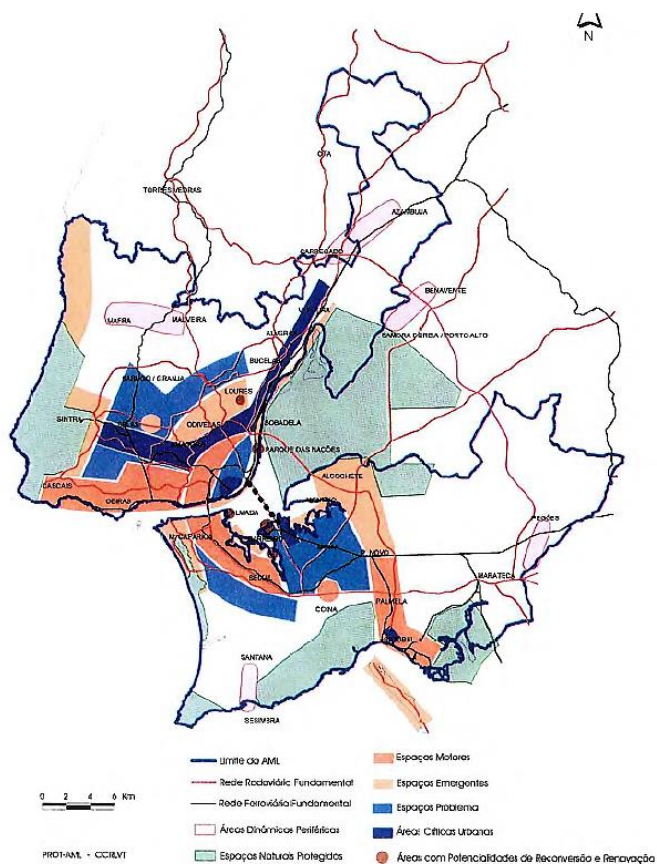 N
OTA
TORRES VEDRAS
AZAMBUJA
CARREGADO
BENAVENTE
MAFRA
MALVEIRA
SAMORA CORREIA / PORTO ALTO
BUCELAS
LOURES
SINTRA
ODIVELAS
BOBADELA
PARQUE DAS NAÇÕES
CASCAIS
OEIRAS
ALCOCHETE
ALMADA
M. CAPARICA
SEIXAL
P. NOVO
PEGÕES
MARATECA
COINA
PALMELA
SANTANA
SESIMBRA
Limite da AML
Rede Rodoviária Fundamental
Rede Ferroviária Fundamental
Áreas Dinâmicas Periféricas
Espaços Naturais Protegidos
Espaços Motores
Espaços Emergentes
Espaços Problema
Áreas Críticas Urbanas
Áreas com Potencialidades de Reconversão e Renovação
0 2 4 6 Km
PROT-AML - CCRLVT